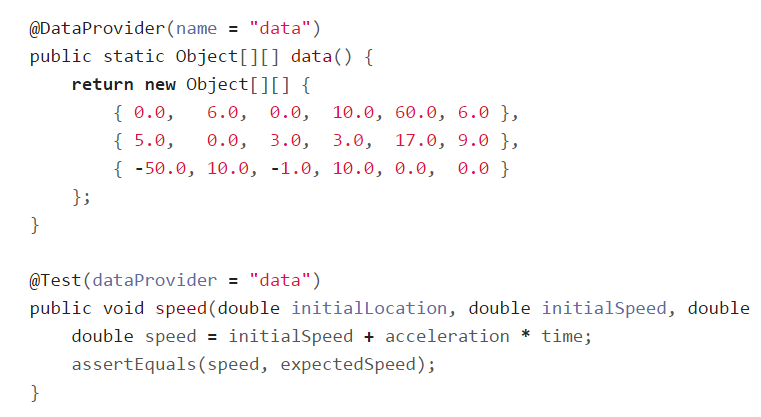 @DataProvider(name = "data")
public static Object[][] data() {
return new Object[][] {
{ 0.0, 6.0, 0.0, 10.0, 60.0, 6.0 },
{ 5.0, 0.0, 3.0, 3.0, 17.0, 9.0 },
{ -50.0, 10.0, -1.0, 10.0, 0.0, 0.0 }
};
}
@Test(dataProvider = "data")
public void speed(double initialLocation, double initialSpeed, double
double speed = initialSpeed + acceleration * time;
assertEquals(speed, expectedSpeed);
}